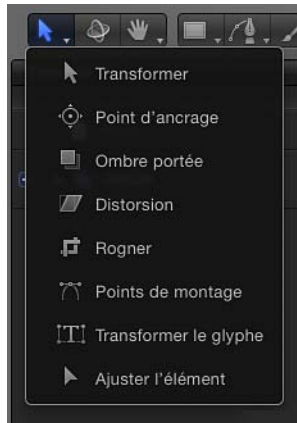 Transformer
Point d'ancrage
Ombre portée
Distorsion
Rogner
Points de montage
Transformer le glyphe
Ajuster l'élément